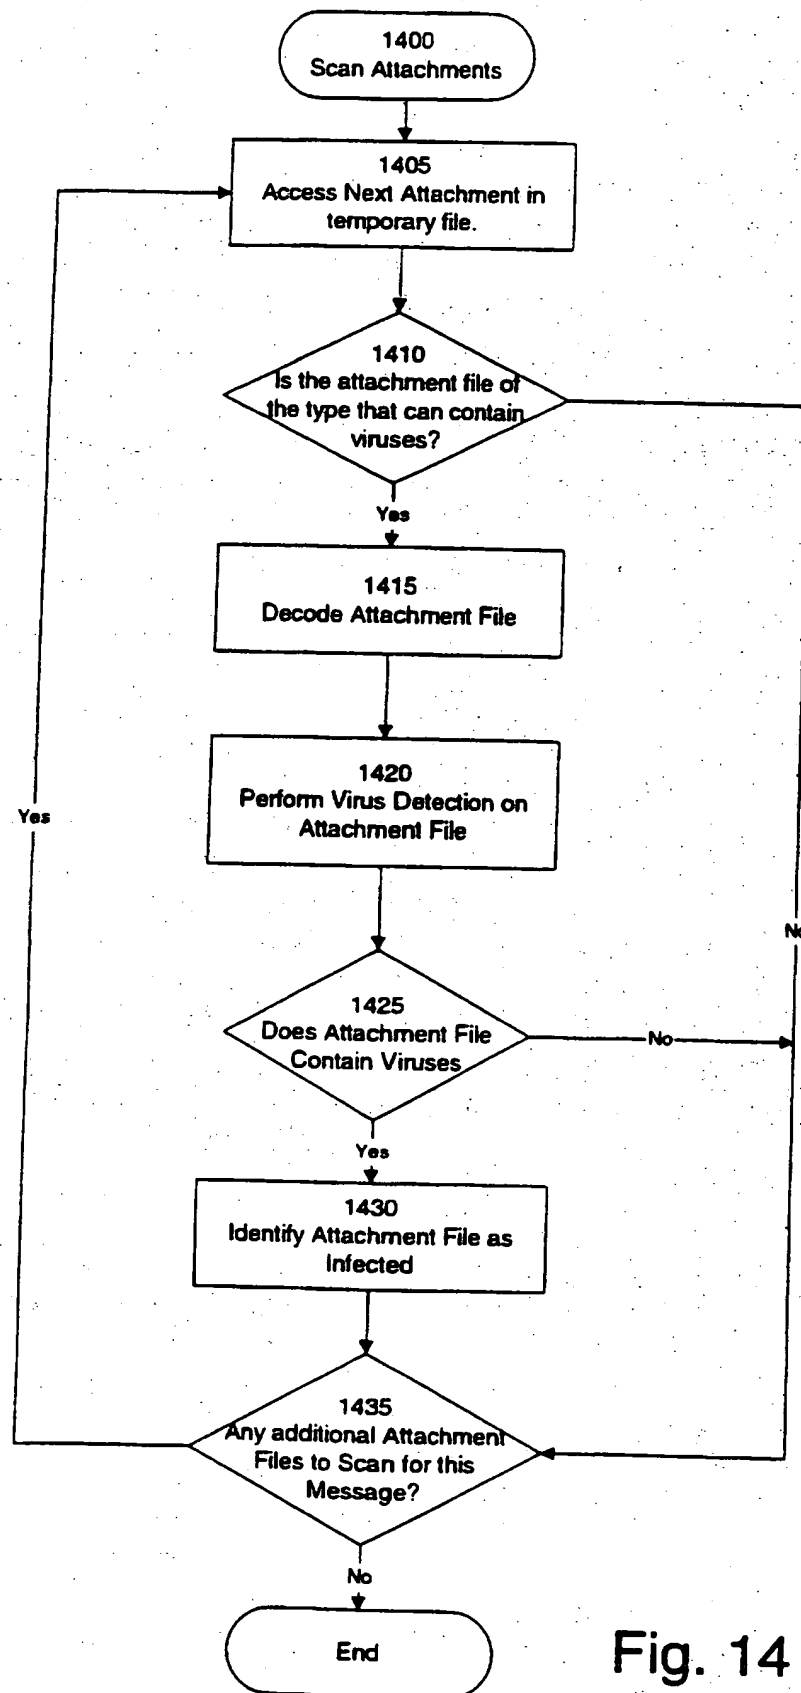 1400
Scan Attachments
1405
Access Next Attachment in
temporary file.
1410
Is the attachment file of
the type that can contain
viruses?
Yes
1415
Decode Attachment File
1420
Perform Virus Detection on
Attachment File
Yes
No
1425
Does Attachment File
Contain Viruses
No
Yes
1430
Identify Attachment File as
Infected
1435
Any additional Attachment
Files to Scan for this
Message?
No
End
Fig. 14